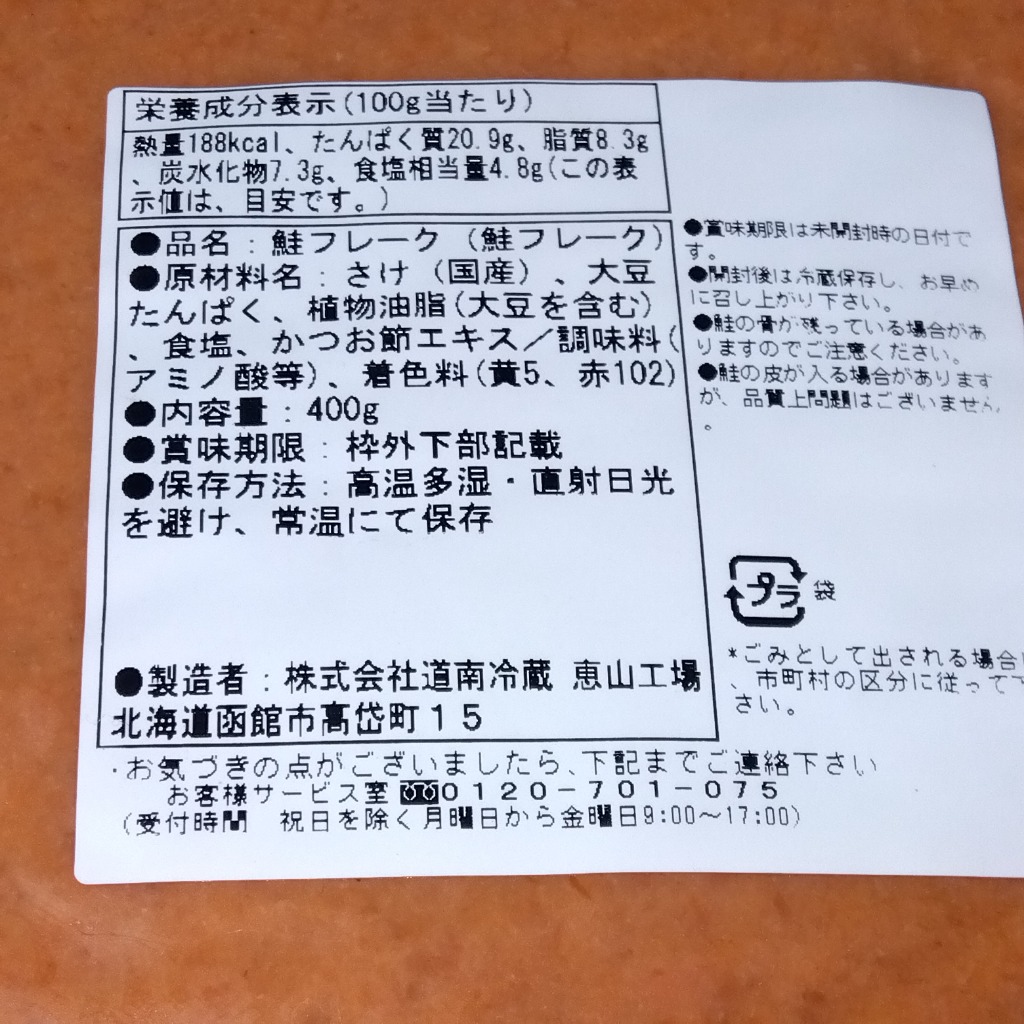 栄養成分表示(100g当たり)
熱量188kcal、たんぱく質20.9g、脂質8.3g
、炭水化物7.3g、食塩相当量4.8g(この表
示値は、目安です。)
●品名：鮭フレーク（鮭フレーク）
●原材料名：さけ（国産）、大豆
たんぱく、植物油脂(大豆を含む)
、食塩、かつお節エキス／調味料(
アミノ酸等)、着色料(黄5、赤102)
●内容量：400g
●賞味期限：枠外下部記載
●保存方法：高温多湿・直射日光
を避け、常温にて保存
●製造者：株式会社道南冷蔵 恵山工場
北海道函館市高岱町１５
●賞味期限は未開封時の日付で
す。
●開封後は冷蔵保存し、お早め
に召し上がり下さい。
●鮭の骨が残っている場合があ
りますのでご注意ください。
●鮭の皮が入る場合があります
が、品質上問題はございません
。
プラ 袋
*ごみとして出される場合
、市町村の区分に従って
さい。
・お気づきの点がございましたら、下記までご連絡下さい
お客様サービス室 ０１２０－７０１－０７５
(受付時間　祝日を除く月曜日から金曜日9:00～17:00)